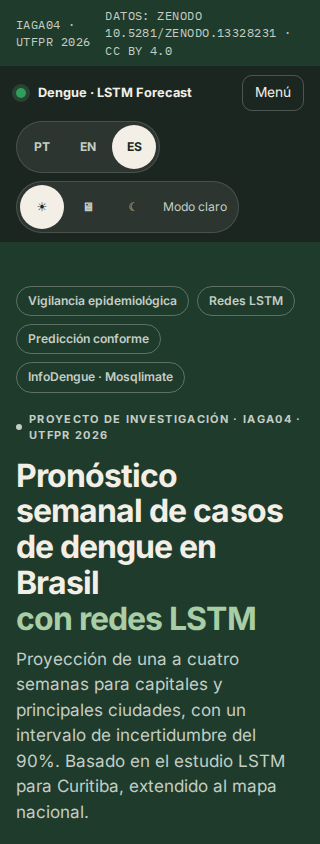 IAGA04 ·
UTFPR 2026
DATOS: ZENODO
10.5281/ZENODO.13328231 ·
CC BY 4.0
Dengue · LSTM Forecast
Menú
PT EN ES
Modo claro
Vigilancia epidemiológica
Redes LSTM
Predicción conforme
InfoDengue · Mosqlimate
PROYECTO DE INVESTIGACIÓN · IAGA04 ·
UTFPR 2026
Pronóstico
semanal de casos
de dengue en
Brasil
con redes LSTM
Proyección de una a cuatro
semanas para capitales y
principales ciudades, con un
intervalo de incertidumbre del
90%. Basado en el estudio LSTM
para Curitiba, extendido al mapa
nacional.